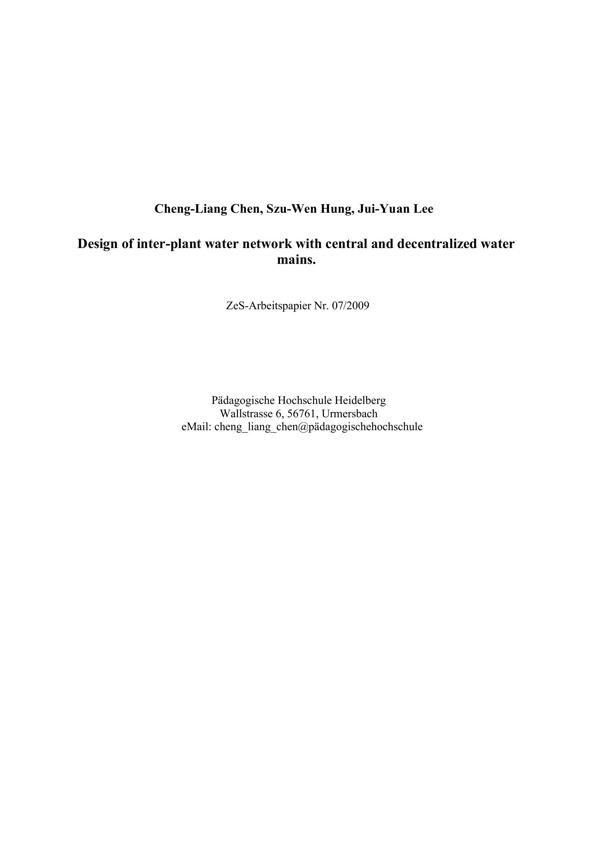 Cheng-Liang Chen, Szu-Wen Hung, Jui-Yuan Lee
Design of inter-plant water network with central and decentralized water
mains.
ZeS-Arbeitspapier Nr. 07/2009
Pädagogische Hochschule Heidelberg
Wallstrasse 6, 56761, Urmersbach
eMail: cheng_liang_chen@pädagogischehochschule